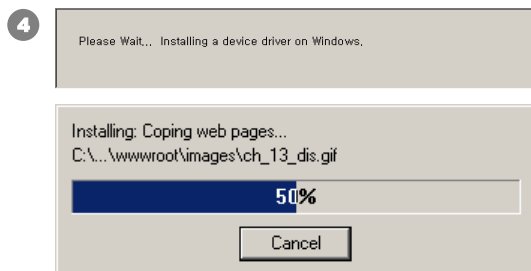 4
Please Wait... Installing a device driver on Windows.
Installing: Coping web pages...
C:\...\wwwroot\images\ch_13_dis.gif
50%
Cancel